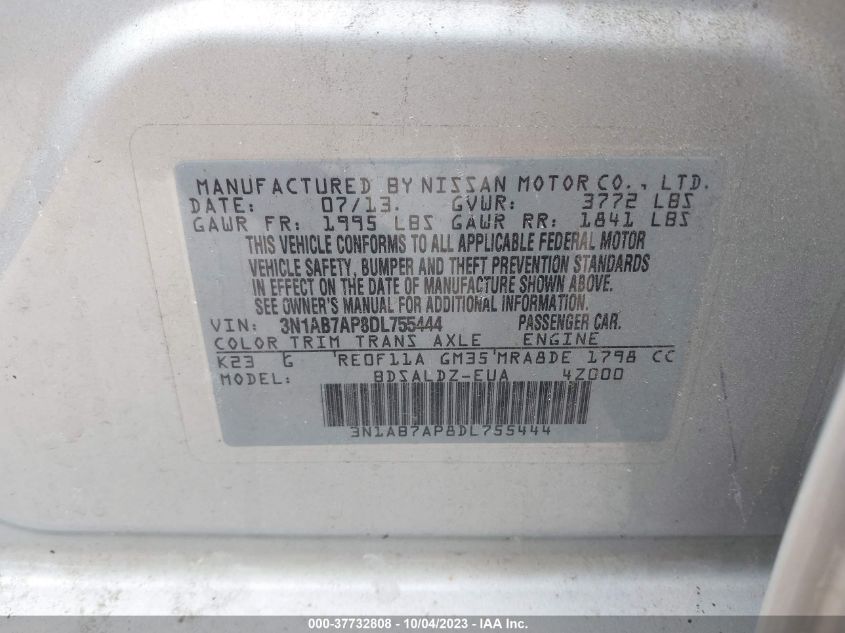 MANUFACTURED BY NISSAN MOTOR CO., LTD.
DATE: 07/13. GVWR: 3772 LBS
GAWR FR: 1995 LBS GAWR RR: 1841 LBS
THIS VEHICLE CONFORMS TO ALL APPLICABLE FEDERAL MOTOR
VEHICLE SAFETY, BUMPER AND THEFT PREVENTION STANDARDS
IN EFFECT ON THE DATE OF MANUFACTURE SHOWN ABOVE.
SEE OWNER'S MANUAL FOR ADDITIONAL INFORMATION.
VIN: 3N1AB7AP8DL755444 PASSENGER CAR.
COLOR TRIM TRANS AXLE ENGINE
K23 G RE0F11A GM35 MRA8DE 1798 CC
MODEL: BDSALDZ-EUA 4Z000
3N1AB7AP8DL755444
000-37732808 - 10/04/2023 - IAA Inc.